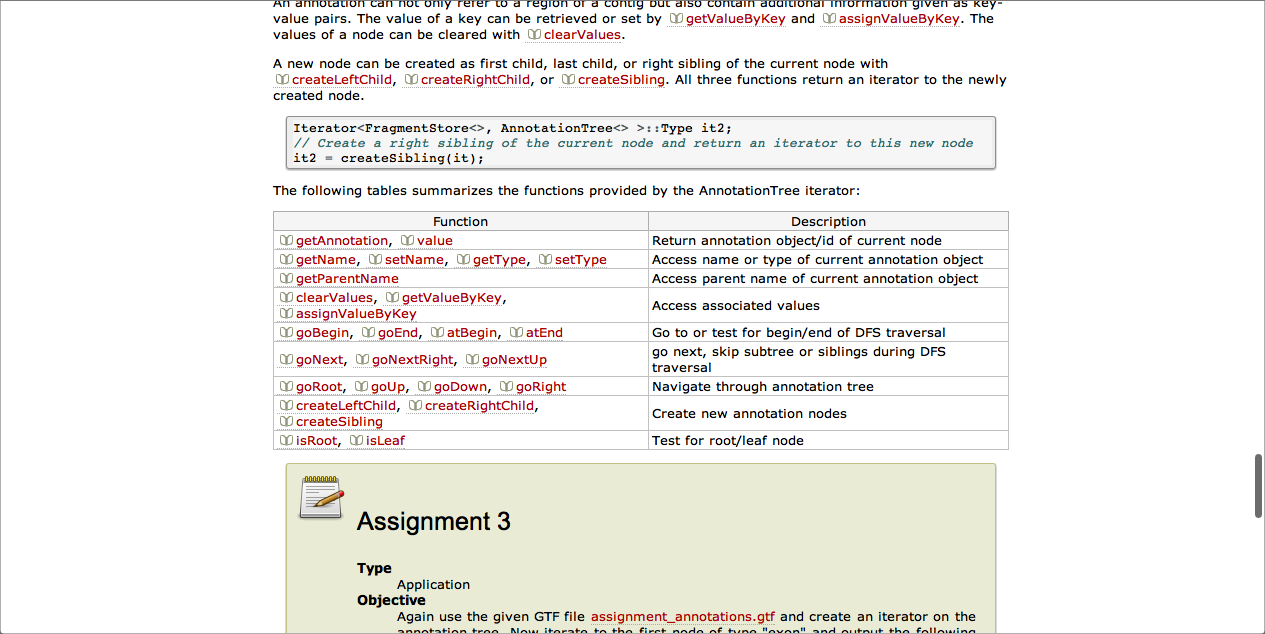 An annotation can not only refer to a region of a contig but also contain additional information given as key-
value pairs. The value of a key can be retrieved or set by getValueByKey and assignValueByKey. The
values of a node can be cleared with clearValues.
A new node can be created as first child, last child, or right sibling of the current node with
createLeftChild, createRightChild, or createSibling. All three functions return an iterator to the newly
created node.
Iterator<FragmentStore<>, AnnotationTree<> >::Type it2;
// Create a right sibling of the current node and return an iterator to this new node
it2 = createSibling(it);
The following tables summarizes the functions provided by the AnnotationTree iterator:
Function Description
getAnnotation, value Return annotation object/id of current node
getName, setName, getType, setType Access name or type of current annotation object
getParentName Access parent name of current annotation object
clearValues, getValueByKey,
assignValueByKey
Access associated values
goBegin, goEnd, atBegin, atEnd Go to or test for begin/end of DFS traversal
goNext, goNextRight, goNextUp
go next, skip subtree or siblings during DFS
traversal
goRoot, goUp, goDown, goRight Navigate through annotation tree
createLeftChild, createRightChild,
createSibling
Create new annotation nodes
isRoot, isLeaf Test for root/leaf node
Assignment 3
Type
Application
Objective
Again use the given GTF file assignment_annotations.gtf and create an iterator on the
annotation tree. Now iterate to the first node of type "exon" and output the following